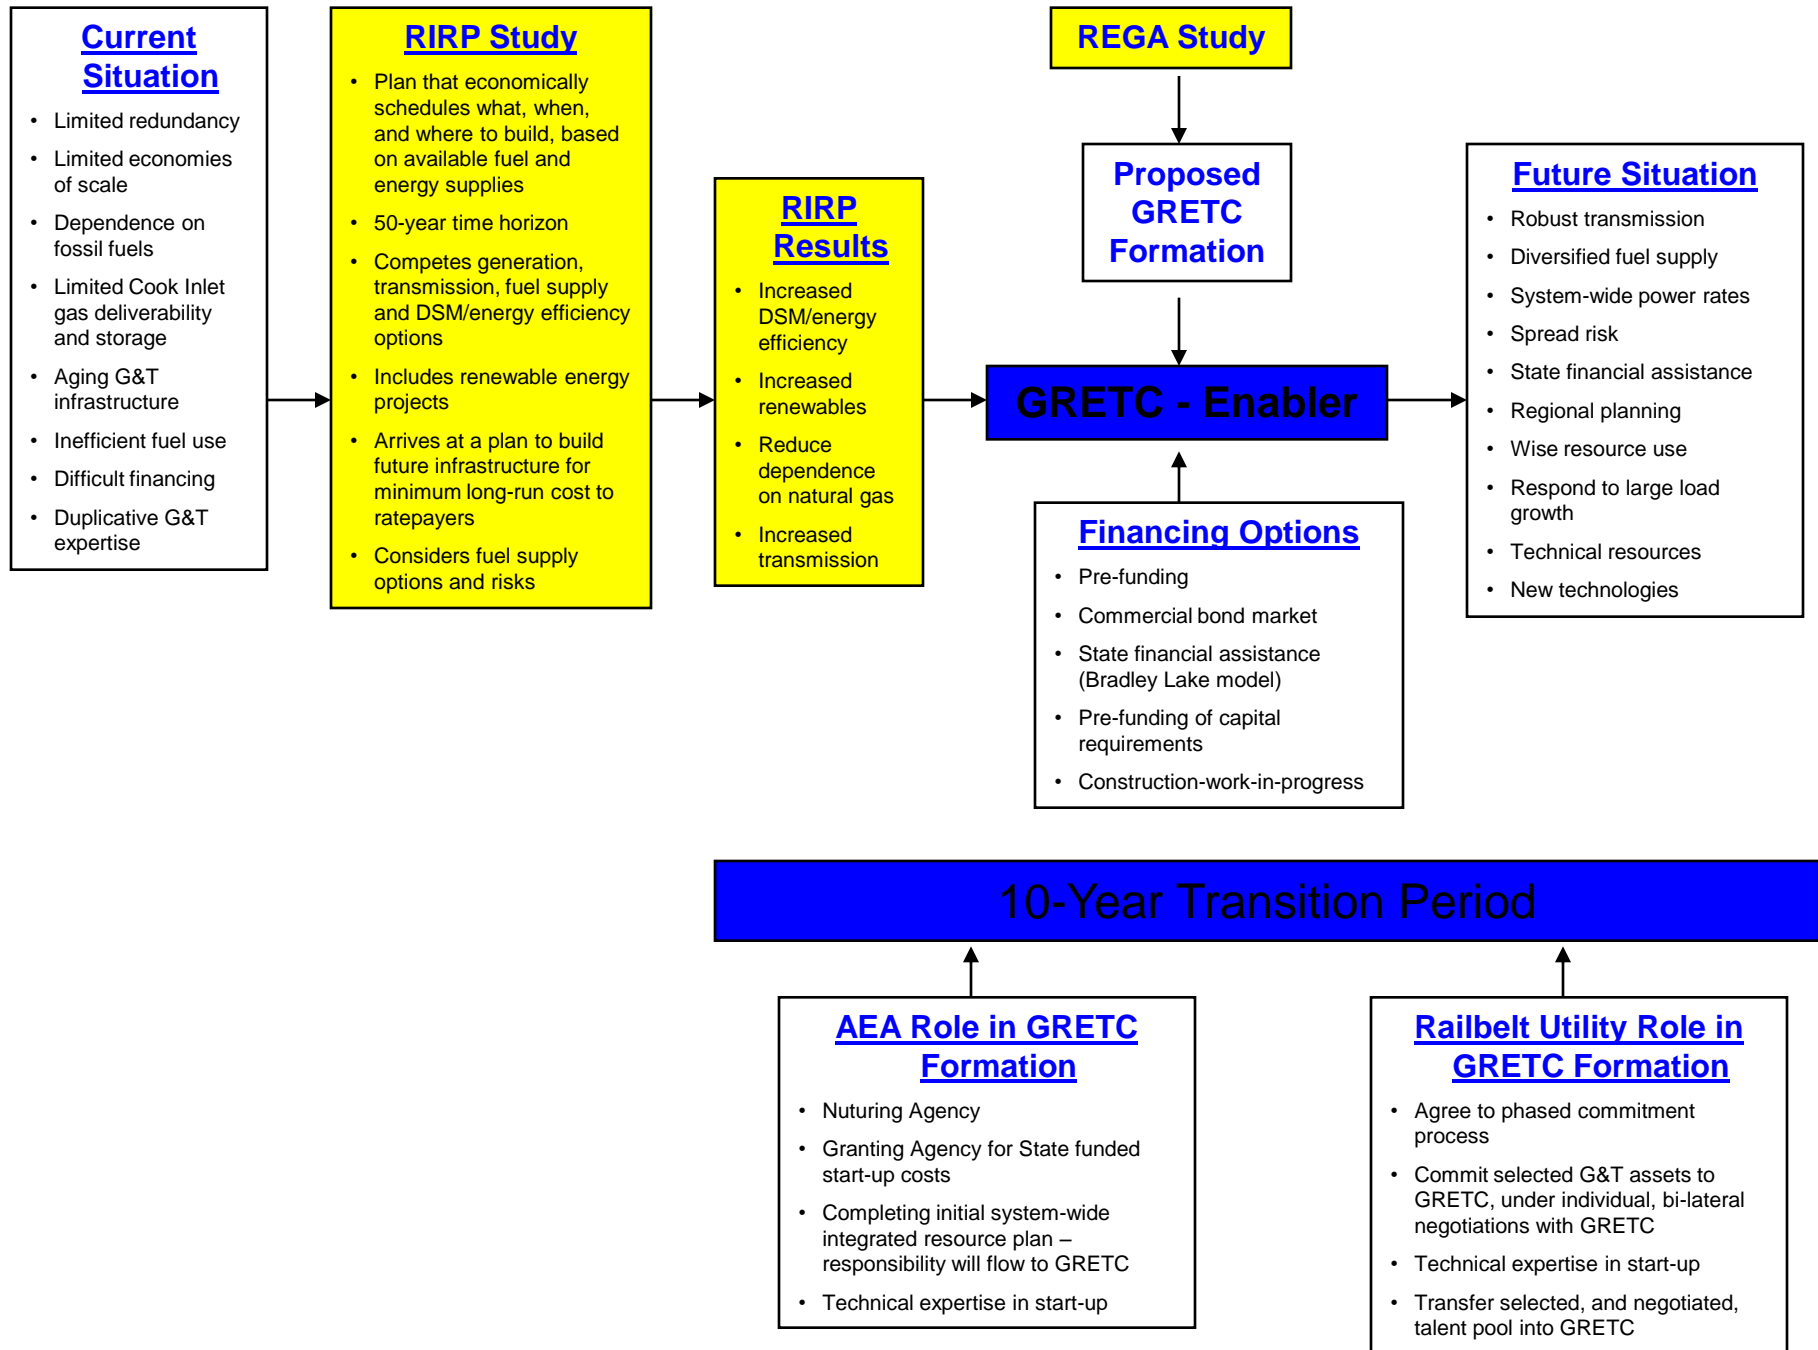 Current
Situation
• Limited redundancy
• Limited economies
of scale
• Dependence on
fossil fuels
• Limited Cook Inlet
gas deliverability
and storage
• Aging G&T
infrastructure
• Inefficient fuel use
• Difficult financing
• Duplicative G&T
expertise
RIRP Study
• Plan that economically
schedules what, when,
and where to build, based
on available fuel and
energy supplies
• 50-year time horizon
• Competes generation,
transmission, fuel supply
and DSM/energy efficiency
options
• Includes renewable energy
projects
• Arrives at a plan to build
future infrastructure for
minimum long-run cost to
ratepayers
• Considers fuel supply
options and risks
RIRP
Results
• Increased
DSM/energy
efficiency
• Increased
renewables
• Reduce
dependence
on natural gas
• Increased
transmission
REGA Study
Proposed
GRETC
Formation
GRETC - Enabler
Financing Options
• Pre-funding
• Commercial bond market
• State financial assistance
(Bradley Lake model)
• Pre-funding of capital
requirements
• Construction-work-in-progress
Future Situation
• Robust transmission
• Diversified fuel supply
• System-wide power rates
• Spread risk
• State financial assistance
• Regional planning
• Wise resource use
• Respond to large load
growth
• Technical resources
• New technologies
10-Year Transition Period
AEA Role in GRETC
Formation
• Nuturing Agency
• Granting Agency for State funded
start-up costs
• Completing initial system-wide
integrated resource plan –
responsibility will flow to GRETC
• Technical expertise in start-up
Railbelt Utility Role in
GRETC Formation
• Agree to phased commitment
process
• Commit selected G&T assets to
GRETC, under individual, bi-lateral
negotiations with GRETC
• Technical expertise in start-up
• Transfer selected, and negotiated,
talent pool into GRETC